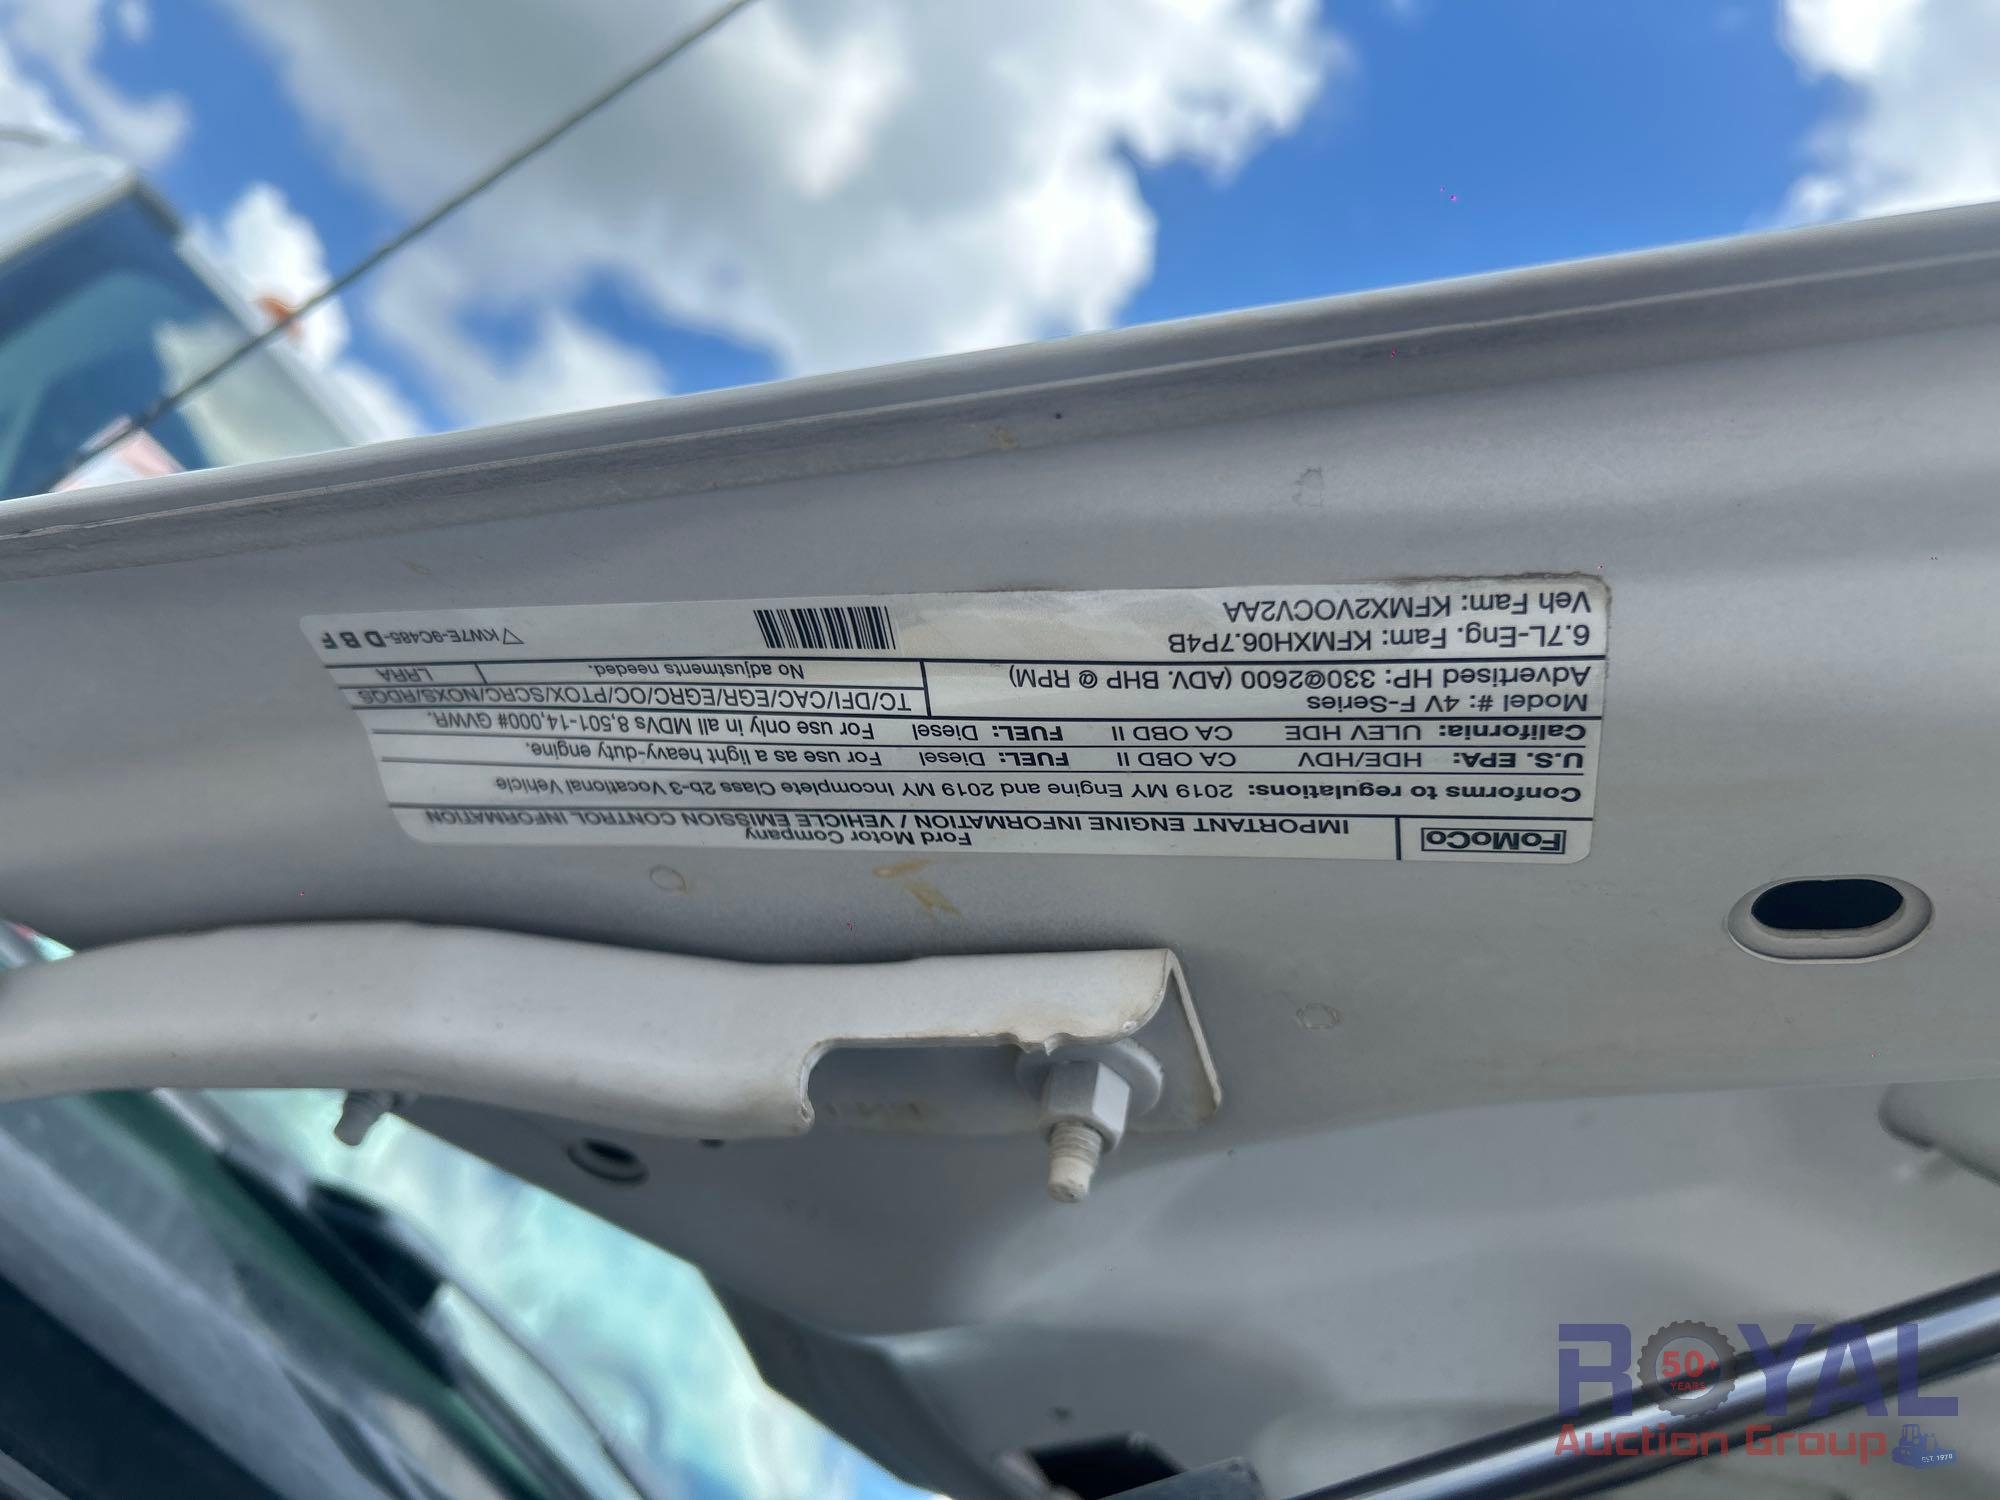 FoMoCo
Ford Motor Company
IMPORTANT ENGINE INFORMATION / VEHICLE EMISSION CONTROL INFORMATION
Conforms to regulations: 2019 MY Engine and 2019 MY Incomplete Class 2b-3 Vocational Vehicle
U.S. EPA: HDE/HDV CA OBD II FUEL: Diesel For use as a light heavy-duty engine.
California: ULEV HDE CA OBD II FUEL: Diesel For use only in all MDVs 8,501-14,000# GVWR.
Model #: 4V F-Series
Advertised HP: 330@2600 (ADV. BHP @ RPM)
TC/DFI/CAC/EGR/EGRC/OC/PTOX/SCRC/NOXS/RDQS
No adjustments needed. LRRA
6.7L-Eng. Fam: KFMXH06.7P4B
Veh Fam: KFMX2VOCV2AA
KW7E-9C485-DBF
ROYAL
50+
YEARS
Auction Group
EST. 1970